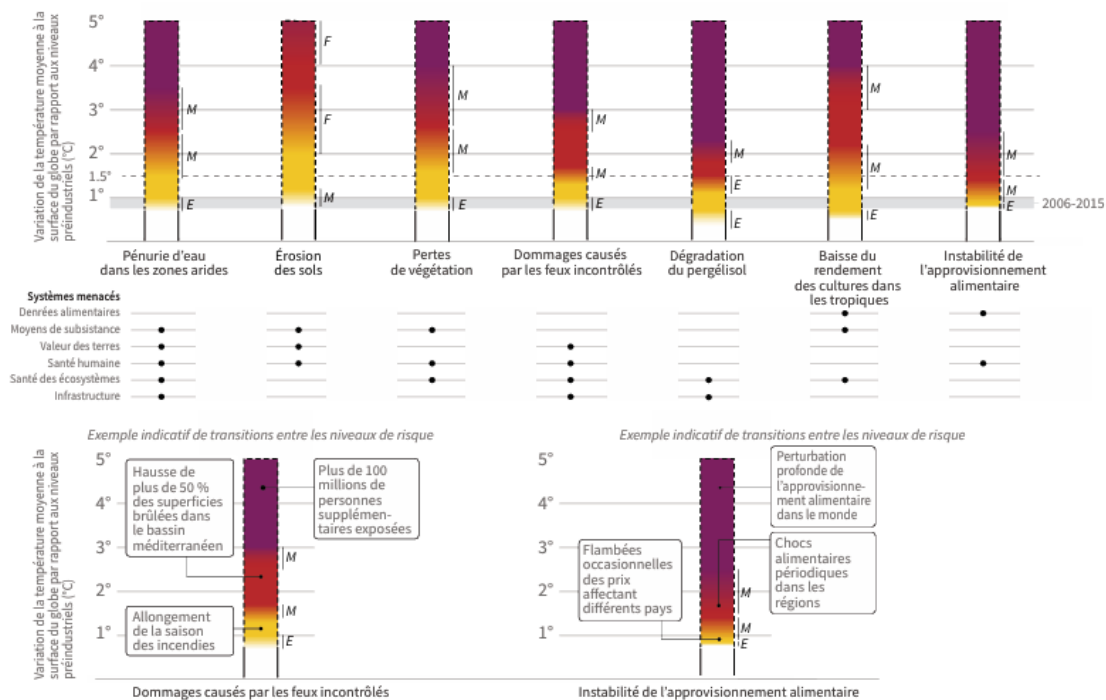 Variation de la température moyenne à la
surface du globe par rapport aux niveaux
préindustriels (°C)
5°
4°
3°
2°
1.5°
1°
M
E
M
F
F
M
M
M
E
M
M
E
M
E
E
M
M
E
M
M
E
2006-2015
Pénurie d'eau
dans les zones arides
Érosion
des sols
Pertes
de végétation
Dommages causés
par les feux incontrôlés
Dégradation
du pergélisol
Baisse du
rendement
des cultures dans
les tropiques
Instabilité de
l'approvisionnement
alimentaire
Systèmes menacés
Denrées alimentaires
Moyens de subsistance
Valeur des terres
Santé humaine
Santé des écosystèmes
Infrastructure
Exemple indicatif de transitions entre les niveaux de risque
Variation de la température moyenne à la
surface du globe par rapport aux niveaux
préindustriels (°C)
5°
4°
3°
2°
1°
Hausse de
plus de 50 %
des superficies
brûlées dans
le bassin
méditerranéen
Plus de 100
millions de
personnes
supplémen-
taires exposées
Allongement
de la saison
des incendies
M
M
E
Dommages causés par les feux incontrôlés
Exemple indicatif de transitions entre les niveaux de risque
5°
4°
3°
2°
1°
Perturbation
profonde de
l'approvisionne-
ment alimentaire
dans le monde
Flambées
occasionnelles
des prix
affectant
différents pays
Chocs
alimentaires
périodiques
dans les
régions
M
M
E
Instabilité de l'approvisionnement alimentaire